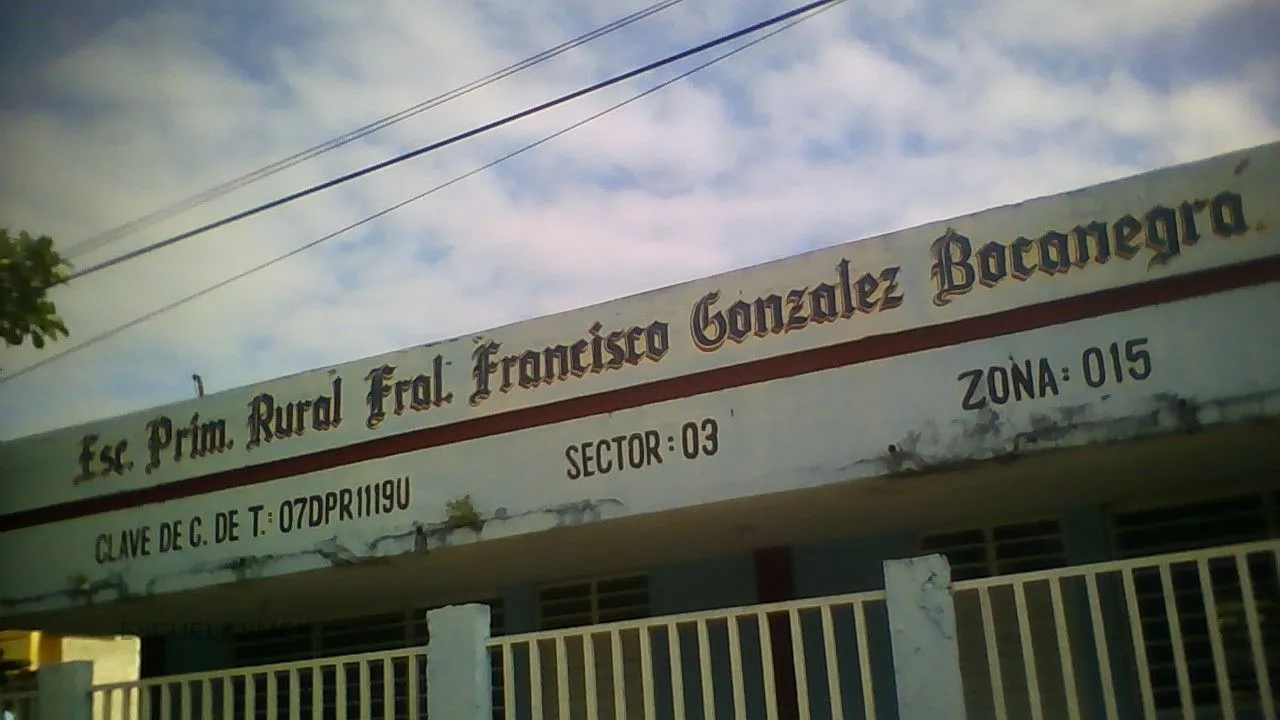 Esc. Prim. Rural Fral. Francisco Gonzalez Bocanegra
CLAVE DE C. DE T.: 07DPR1119U SECTOR: 03 ZONA: 015